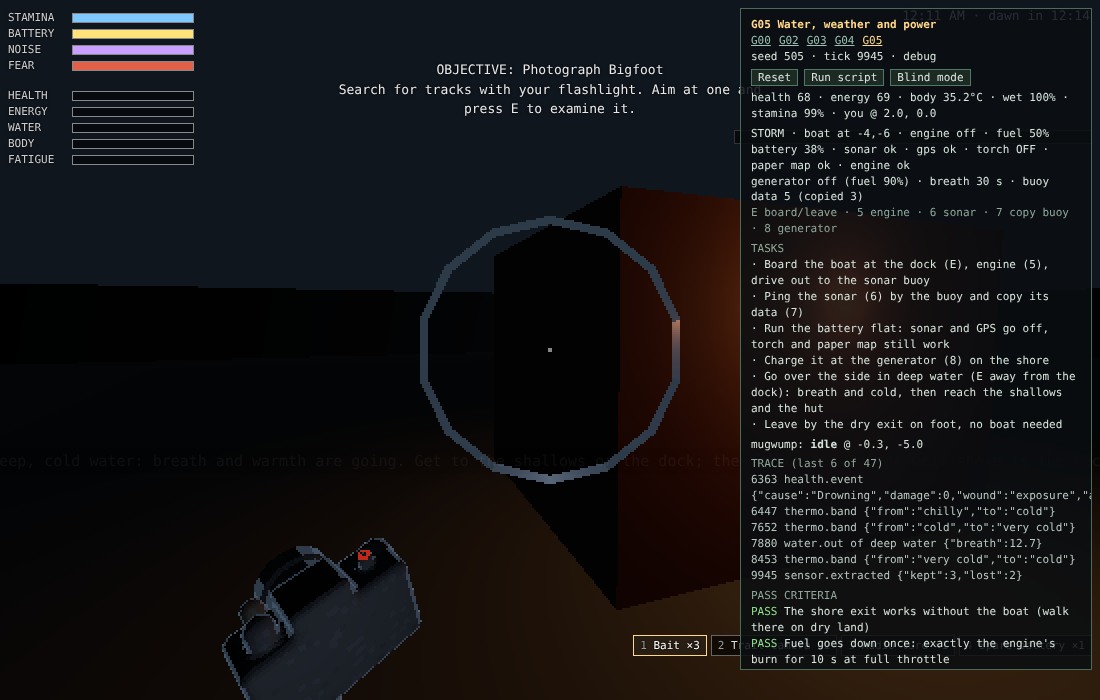 STAMINA
BATTERY
NOISE
FEAR
HEALTH
ENERGY
WATER
BODY
FATIGUE
OBJECTIVE: Photograph Bigfoot
Search for tracks with your flashlight. Aim at one and
press E to examine it.
eep, cold water: breath and warmth are going. Get to the shallows or the dock; the
1 Bait ×3
2
12:11 AM · dawn in 12:14
G05 Water, weather and power
G00 G02 G03 G04 G05
seed 505 · tick 9945 · debug
Reset Run script Blind mode
health 68 · energy 69 · body 35.2°C · wet 100% ·
stamina 99% · you @ 2.0, 0.0
STORM · boat at -4,-6 · engine off · fuel 50%
battery 38% · sonar ok · gps ok · torch OFF ·
paper map ok · engine ok
generator off (fuel 90%) · breath 30 s · buoy
data 5 (copied 3)
E board/leave · 5 engine · 6 sonar · 7 copy buoy
· 8 generator
TASKS
· Board the boat at the dock (E), engine (5),
drive out to the sonar buoy
· Ping the sonar (6) by the buoy and copy its
data (7)
· Run the battery flat: sonar and GPS go off,
torch and paper map still work
· Charge it at the generator (8) on the shore
· Go over the side in deep water (E away from the
dock): breath and cold, then reach the shallows
and the hut
· Leave by the dry exit on foot, no boat needed
mugwump: idle @ -0.3, -5.0
TRACE (last 6 of 47)
6363 health.event
{"cause":"Drowning","damage":0,"wound":"exposure","a
6447 thermo.band {"from":"chilly","to":"cold"}
7652 thermo.band {"from":"cold","to":"very cold"}
7880 water.out of deep water {"breath":12.7}
8453 thermo.band {"from":"very cold","to":"cold"}
9945 sensor.extracted {"kept":3,"lost":2}
PASS CRITERIA
PASS The shore exit works without the boat (walk
there on dry land)
PASS Fuel goes down once: exactly the engine's
burn for 10 s at full throttle